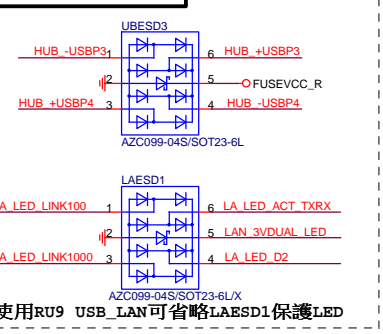 UBESD3
HUB_-USBP3 1 6 HUB_+USBP3
2 5 FUSEVCC_R
HUB_+USBP4 3 4 HUB_-USBP4
AZC099-04S/SOT23-6L
LAESD1
A_LED_LINK100 1 6 LA_LED_ACT_TXRX
2 5 LAN_3VDUAL_LED
A_LED_LINK1000 3 4 LA_LED_D2
AZC099-04S/SOT23-6L/X
使用RU9 USB_LAN可省略LAESD1保護LED